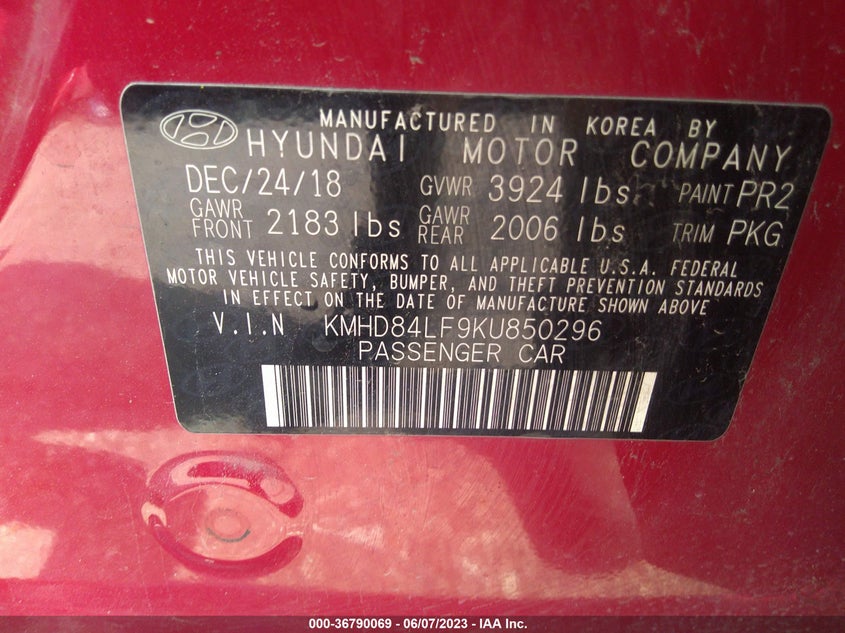 MANUFACTURED IN KOREA BY
HYUNDAI MOTOR COMPANY
DEC/24/18 GVWR 3924 lbs PAINT PR2
GAWR FRONT 2183 lbs GAWR REAR 2006 lbs TRIM PKG
THIS VEHICLE CONFORMS TO ALL APPLICABLE U.S.A. FEDERAL
MOTOR VEHICLE SAFETY, BUMPER, AND THEFT PREVENTION STANDARDS
IN EFFECT ON THE DATE OF MANUFACTURE SHOWN ABOVE
V.I.N KMHD84LF9KU850296
PASSENGER CAR
000-36790069 - 06/07/2023 - IAA Inc.